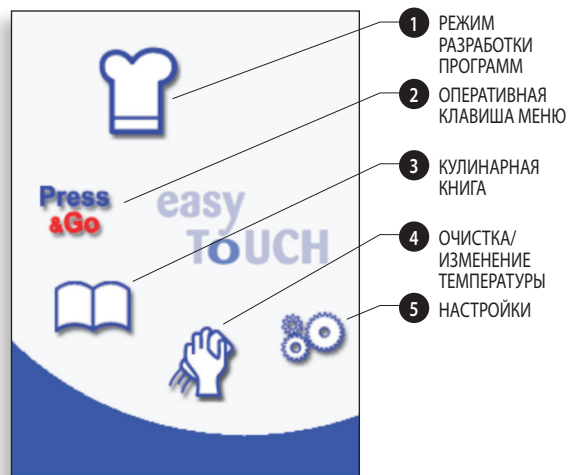 1 РЕЖИМ
РАЗРАБОТКИ
ПРОГРАММ
2 ОПЕРАТИВНАЯ
КЛАВИША МЕНЮ
3 КУЛИНАРНАЯ
КНИГА
4 ОЧИСТКА/
ИЗМЕНЕНИЕ
ТЕМПЕРАТУРЫ
5 НАСТРОЙКИ
Press
&Go
easy
ToUCH